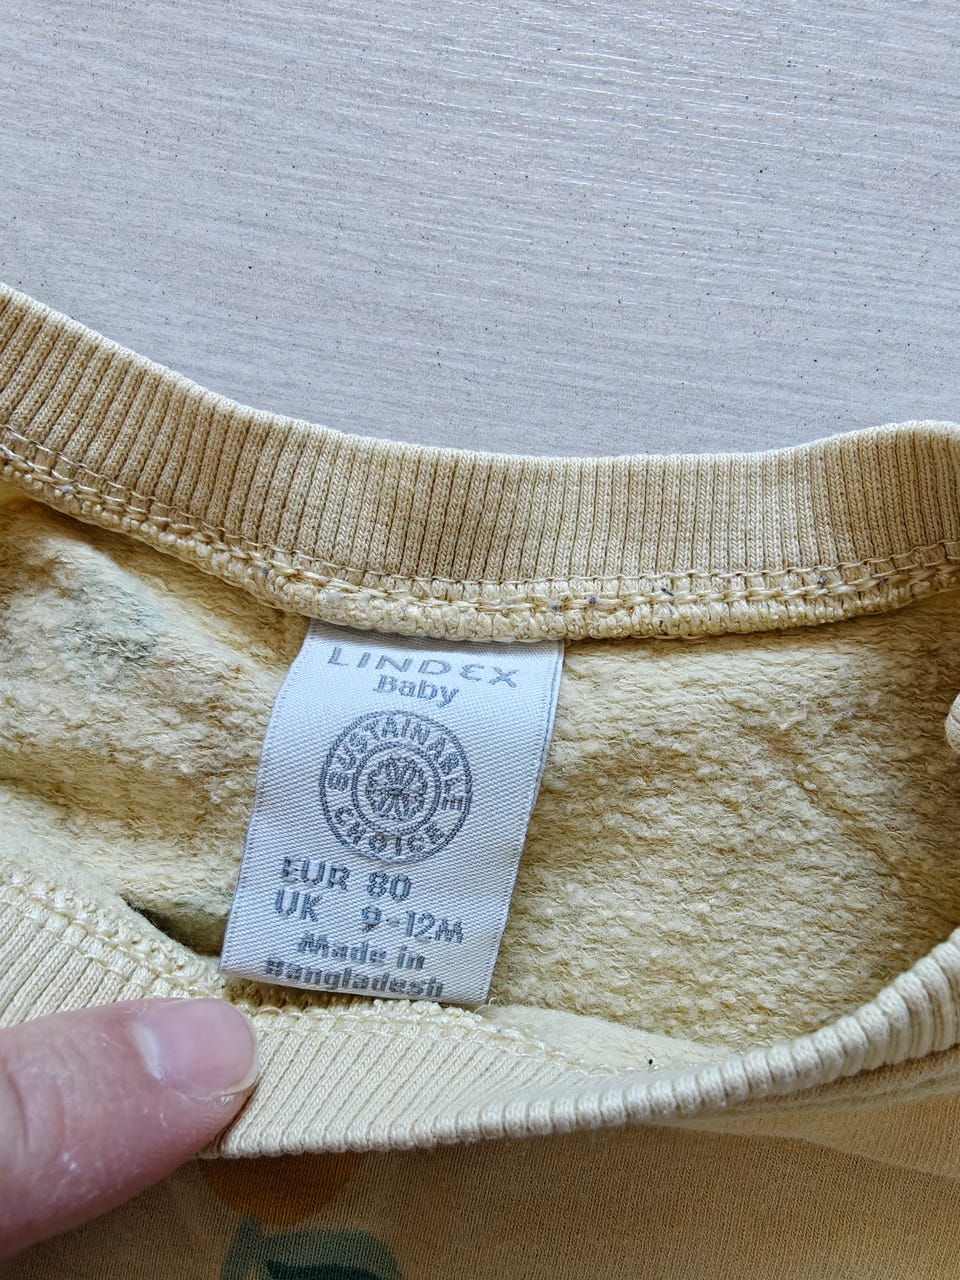 LINDEX
Baby
SUSTAINABLE
CHOICE
EUR 80
UK 9-12M
Made in
Bangladesh